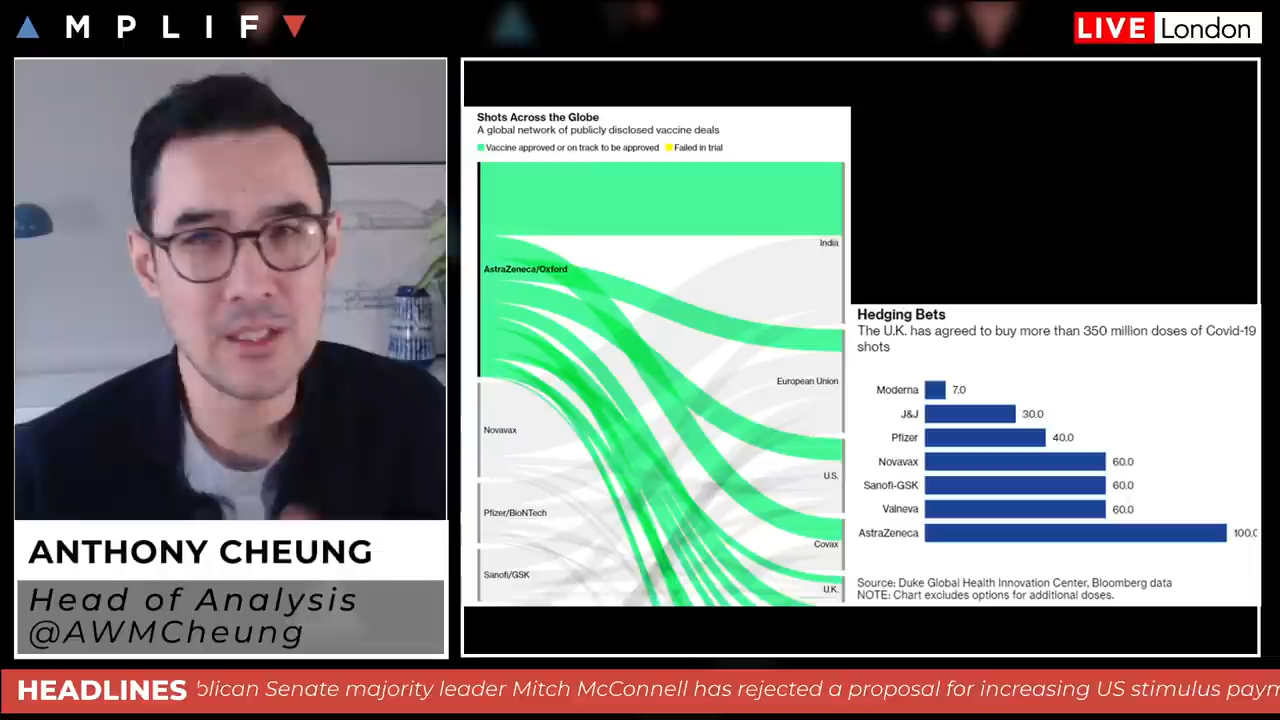 AMPLIFY
LIVE London
Shots Across the Globe
A global network of publicly disclosed vaccine deals
Vaccine approved or on track to be approved Failed in trial
India
AstraZeneca/Oxford
European Union
Novavax
U.S.
Pfizer/BioNTech
Covax
Sanofi/GSK
U.K.
Hedging Bets
The U.K. has agreed to buy more than 350 million doses of Covid-19
shots
Moderna 7.0
J&J 30.0
Pfizer 40.0
Novavax 60.0
Sanofi-GSK 60.0
Valneva 60.0
AstraZeneca 100.0
Source: Duke Global Health Innovation Center, Bloomberg data
NOTE: Chart excludes options for additional doses.
ANTHONY CHEUNG
Head of Analysis
@AWMCheung
HEADLINES blican Senate majority leader Mitch McConnell has rejected a proposal for increasing US stimulus paym